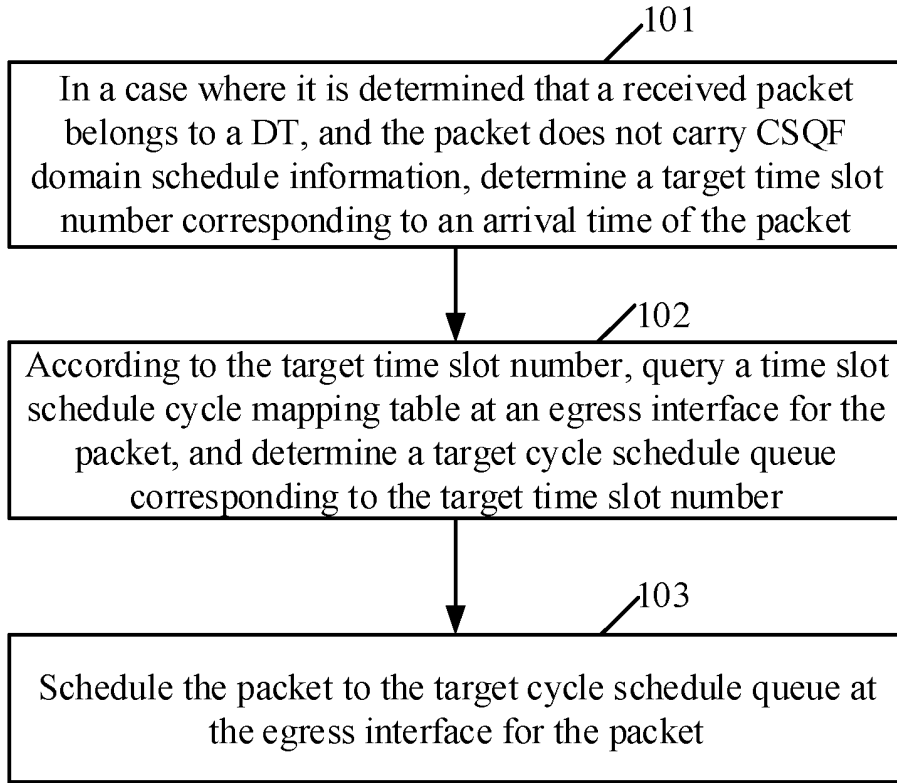 101
In a case where it is determined that a received packet
belongs to a DT, and the packet does not carry CSQF
domain schedule information, determine a target time slot
number corresponding to an arrival time of the packet
102
According to the target time slot number, query a time slot
schedule cycle mapping table at an egress interface for the
packet, and determine a target cycle schedule queue
corresponding to the target time slot number
103
Schedule the packet to the target cycle schedule queue at
the egress interface for the packet